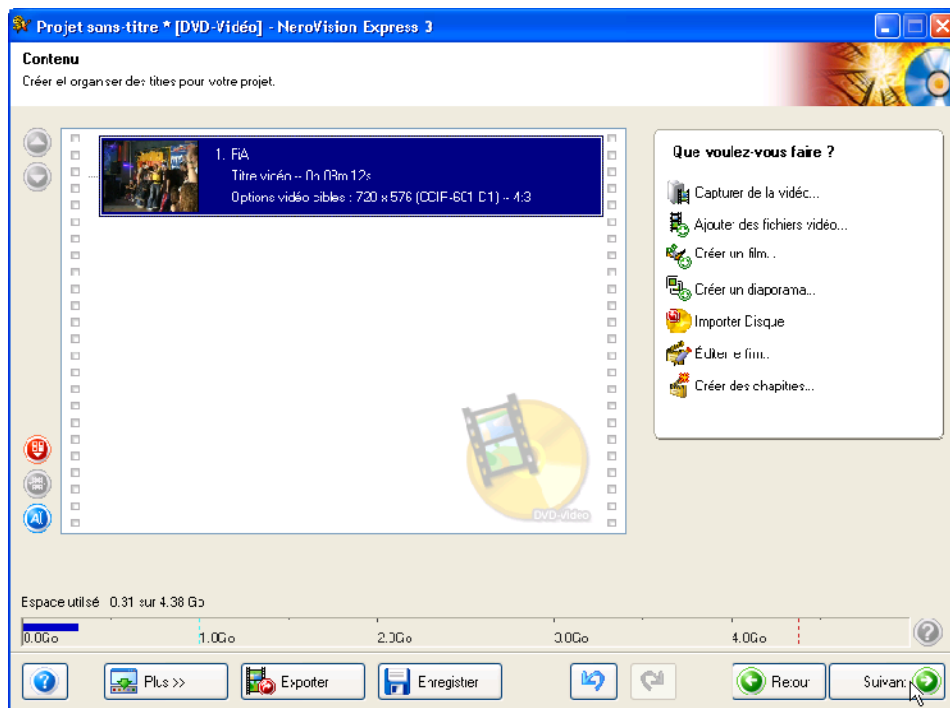 Projet sans-titre * [DVD-Vidéo] - NeroVision Express 3
Contenu
Créer et organiser des titres pour votre projet.
1. FiA
Titre vidéo -- 0h 08m 12s
Options vidéo cibles : 720 x 576 (CCIR-601 D1) -- 4:3
DVD-Video
Que voulez-vous faire ?
Capturer de la vidéo...
Ajouter des fichiers vidéo...
Créer un film...
Créer un diaporama...
Importer Disque
Éditer le film...
Créer des chapitres...
Espace utilisé 0.31 sur 4.38 Go
0.0Go 1.0Go 2.0Go 3.0Go 4.0Go
Plus >> Exporter Enregistrer Retour Suivant